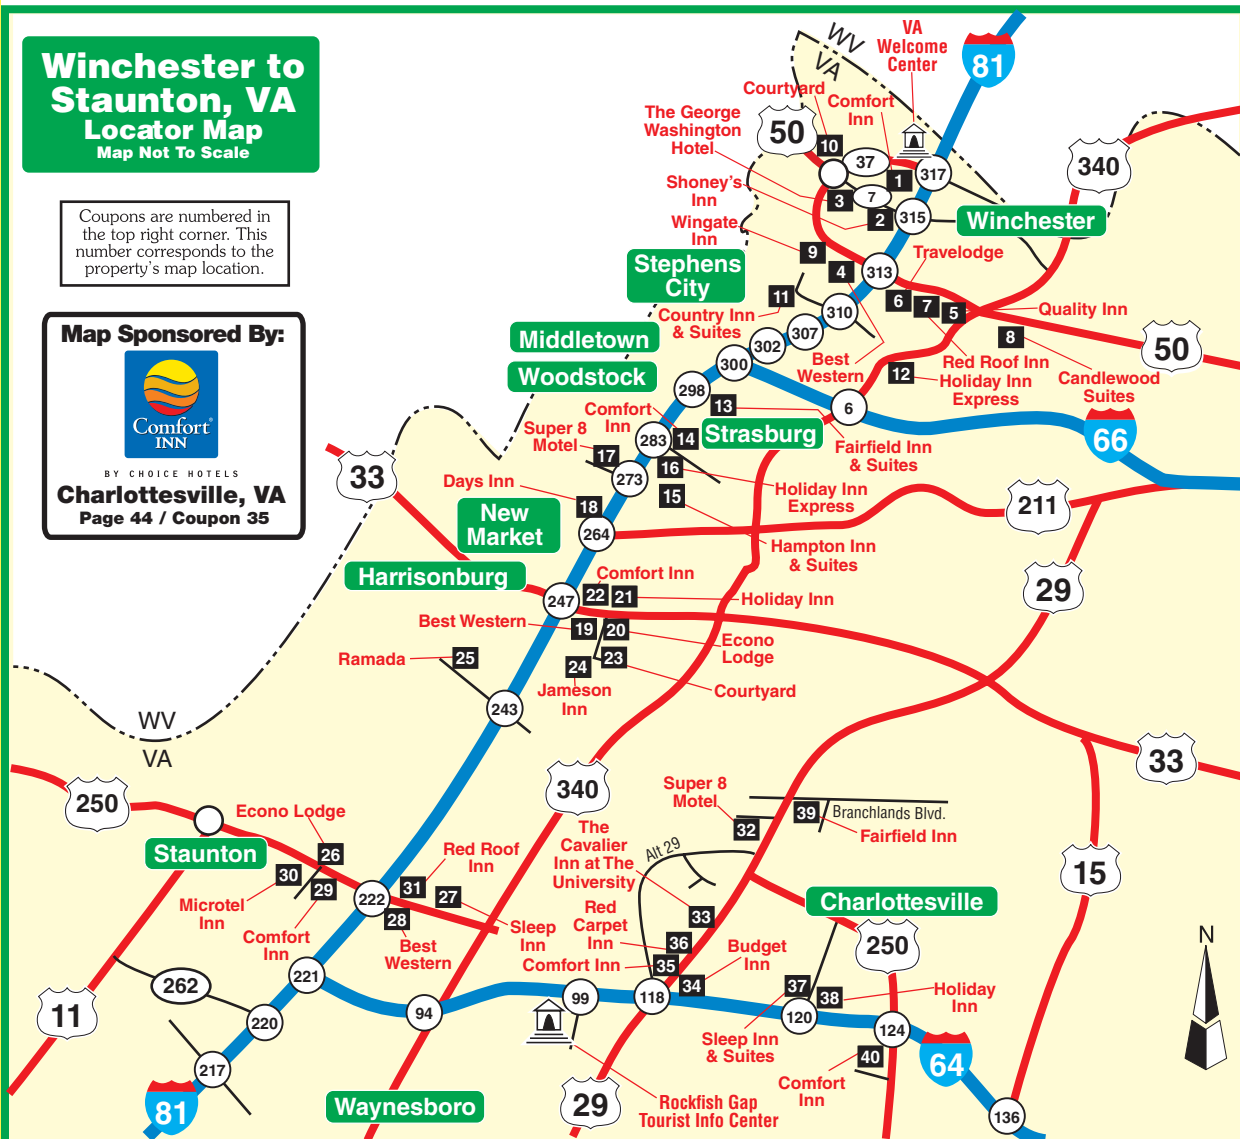 Winchester to
Staunton, VA
Locator Map
Map Not To Scale
Coupons are numbered in
the top right corner. This
number corresponds to the
property's map location.
Map Sponsored By:
Comfort
INN
BY CHOICE HOTELS
Charlottesville, VA
Page 44 / Coupon 35
WV
VA
VA
Welcome
Center
81
Courtyard
Comfort
Inn
The George
Washington
Hotel
50
10
37
1
317
340
Shoney's
Inn
3
7
2
315
Winchester
Wingate
Inn
9
4
313
Travelodge
Stephens
City
11
6
7
5
Quality Inn
Country Inn
& Suites
310
8
50
Middletown
307
302
300
Best
Western
12
Red Roof Inn
Holiday Inn
Express
Candlewood
Suites
Woodstock
298
13
6
66
Comfort
Inn
14
Strasburg
Fairfield Inn
& Suites
Super 8
Motel
17
283
16
273
33
Days Inn
18
15
Holiday Inn
Express
211
New
Market
264
Hampton Inn
& Suites
Harrisonburg
Comfort Inn
247
22
21
Holiday Inn
29
Best Western
19
20
Econo
Lodge
Ramada
25
24
23
Jameson
Inn
Courtyard
243
WV
VA
33
250
340
Super 8
Motel
32
39
Branchlands Blvd.
Fairfield Inn
Econo Lodge
Staunton
26
The
Cavalier
Inn at The
University
Alt 29
Red Roof
Inn
15
30
29
222
31
27
Microtel
Inn
28
33
Charlottesville
Comfort
Inn
Best
Western
Sleep
Inn
Red
Carpet
Inn
36
Budget
Inn
250
N
Comfort Inn
35
34
221
262
37
38
Holiday
Inn
11
220
94
99
118
120
124
Sleep Inn
& Suites
40
64
217
Comfort
Inn
81
Waynesboro
29
Rockfish Gap
Tourist Info Center
136